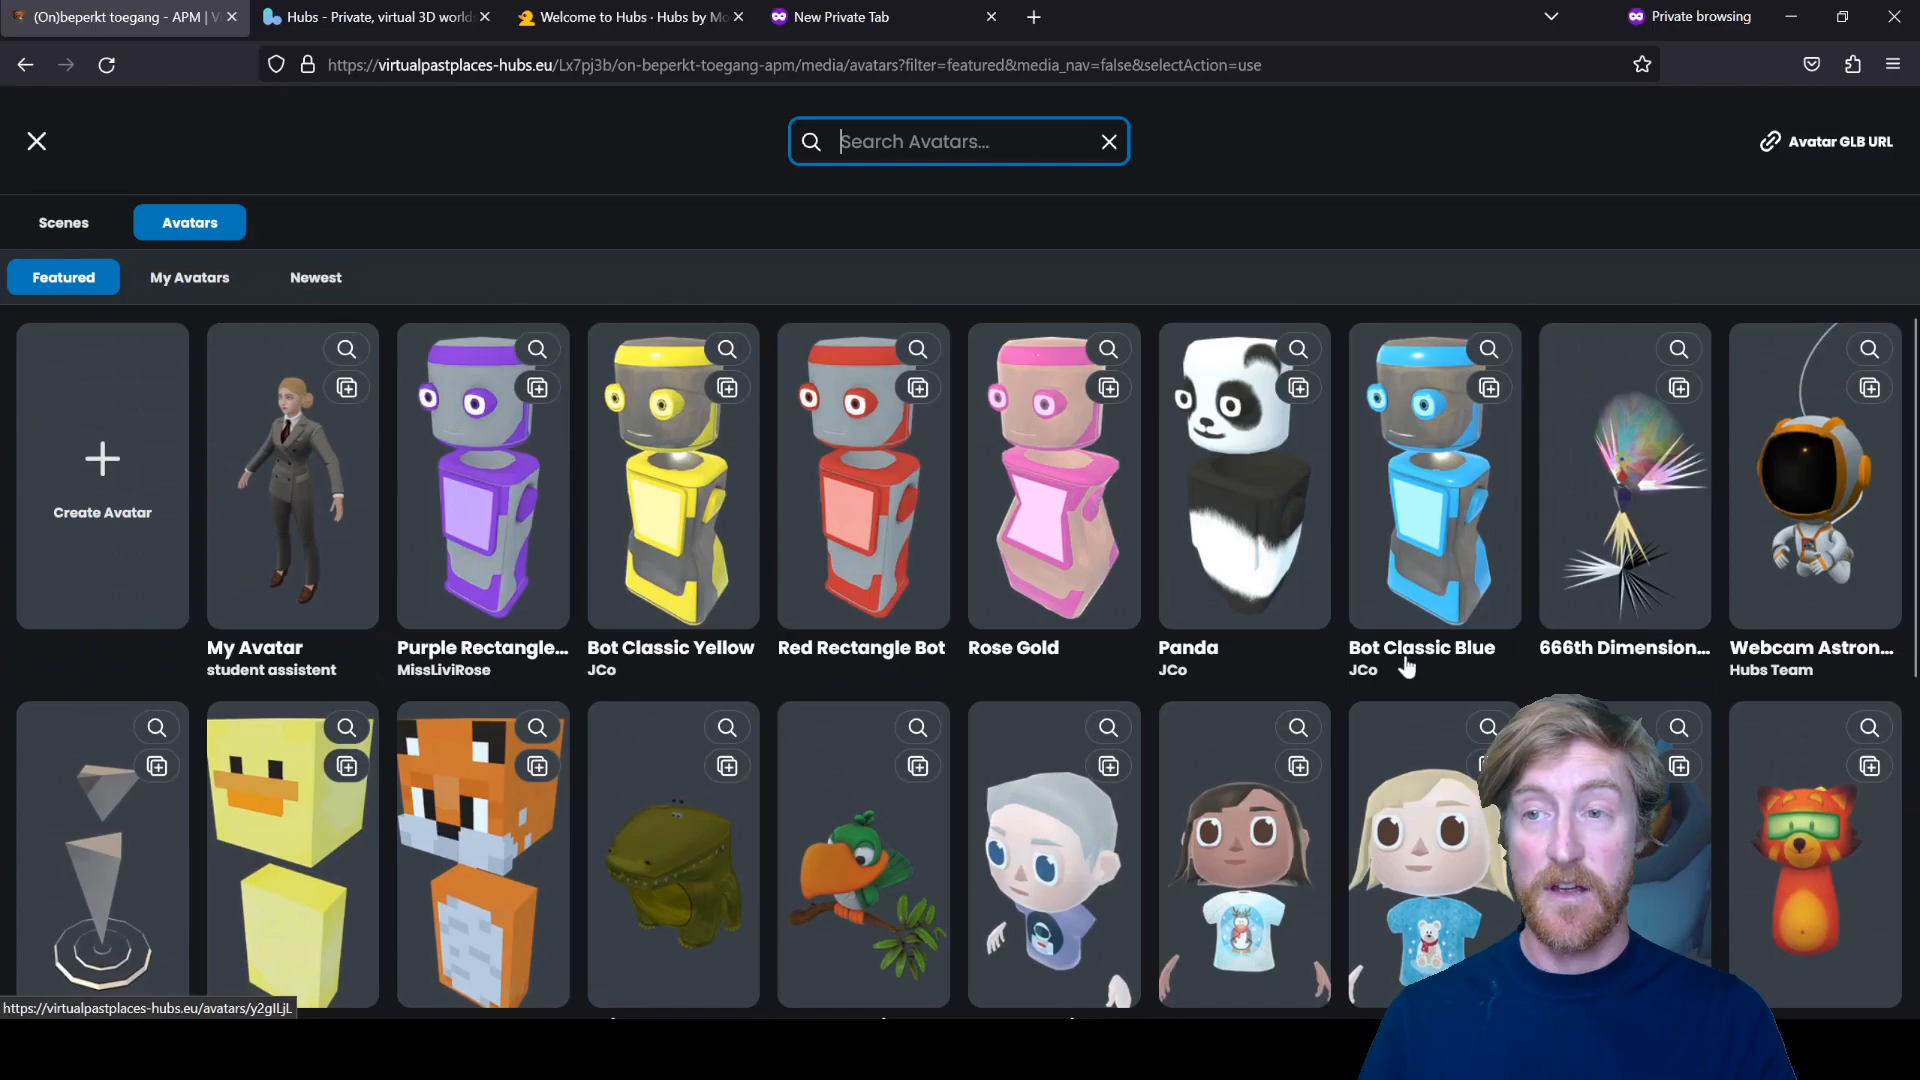 (On)beperkt toegang - APM | Vi
Hubs - Private, virtual 3D world
Welcome to Hubs · Hubs by Mo
New Private Tab
Private browsing
https://virtualpastplaces-hubs.eu/Lx7pj3b/on-beperkt-toegang-apm/media/avatars?filter=featured&media_nav=false&selectAction=use
Search Avatars...
Avatar GLB URL
Scenes
Avatars
Featured
My Avatars
Newest
Create Avatar
My Avatar
student assistent
Purple Rectangle...
MissLiviRose
Bot Classic Yellow
JCo
Red Rectangle Bot
Rose Gold
Panda
JCo
Bot Classic Blue
JCo
666th Dimension...
Webcam Astron...
Hubs Team
https://virtualpastplaces-hubs.eu/avatars/y2gILjL